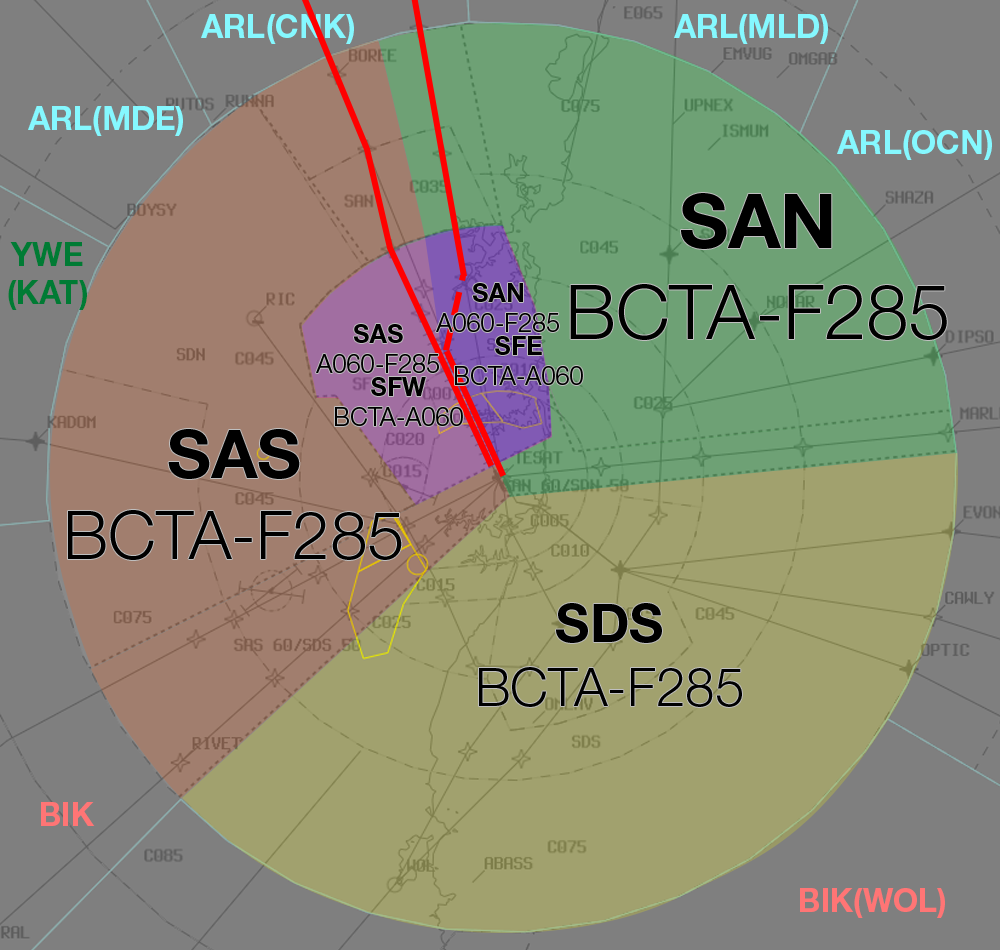 E065
ARL(CNK)
ARL(MLD)
BOREE
EMVUG
OMGAB
RUNNA
C075
UPNEX
ARL(MDE)
ISMUM
ARL(OCN)
C035
SHAZA
SAN
BOYSY
SAN
BCTA-F285
C045
YWE
(KAT)
RIC
SAN
A060-F285
SFE
BCTA-A060
SAS
A060-F285
SFW
BCTA-A060
DIPSO
SDN
C045
C025
KADOM
C020
SAS
BCTA-F285
C015
TESAT
SAN 60/SDN 50
C045
C005
EVON
C010
C015
CAWLY
C075
C025
C045
SDS
BCTA-F285
SAS 60/SDS 50
OPTIC
RIVET
SDS
BIK
C085
C075
WOL
ABASS
BIK(WOL)
RAL